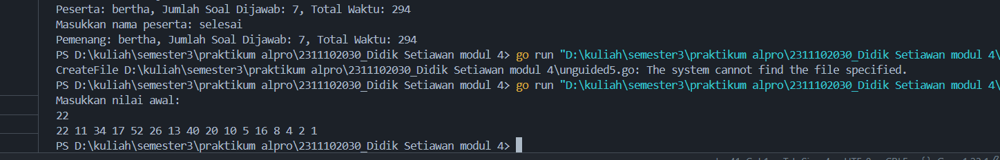 Peserta: bertha, Jumlah Soal Dijawab: 7, Total Waktu: 294
Masukkan nama peserta: selesai
Pemenang: bertha, Jumlah Soal Dijawab: 7, Total Waktu: 294
PS D:\kuliah\semester3\praktikum alpro\2311102030_Didik Setiawan modul 4> go run "D:\kuliah\semester3\praktikum alpro\2311102030_Didik Setiawan modul 4\
CreateFile D:\kuliah\semester3\praktikum alpro\2311102030_Didik Setiawan modul 4\unguided5.go: The system cannot find the file specified.
PS D:\kuliah\semester3\praktikum alpro\2311102030_Didik Setiawan modul 4> go run "D:\kuliah\semester3\praktikum alpro\2311102030_Didik Setiawan modul 4\
Masukkan nilai awal:
22
22 11 34 17 52 26 13 40 20 10 5 16 8 4 2 1
PS D:\kuliah\semester3\praktikum alpro\2311102030_Didik Setiawan modul 4>